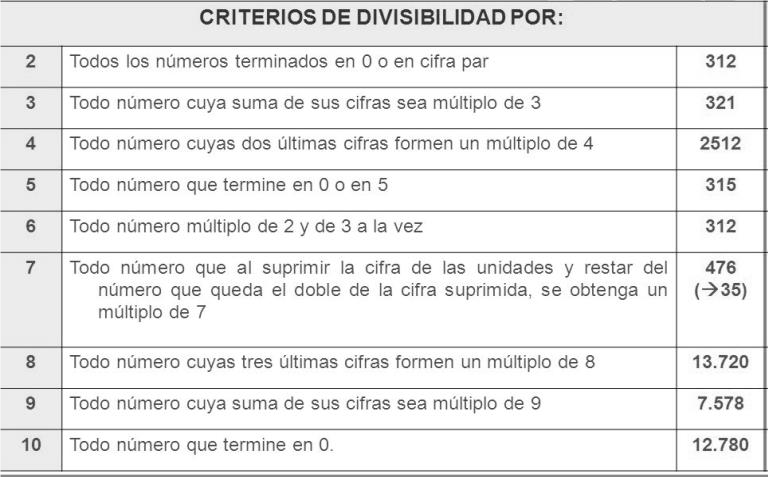 CRITERIOS DE DIVISIBILIDAD POR:
2 Todos los números terminados en 0 o en cifra par 312
3 Todo número cuya suma de sus cifras sea múltiplo de 3 321
4 Todo número cuyas dos últimas cifras formen un múltiplo de 4 2512
5 Todo número que termine en 0 o en 5 315
6 Todo número múltiplo de 2 y de 3 a la vez 312
7 Todo número que al suprimir la cifra de las unidades y restar del 476
número que queda el doble de la cifra suprimida, se obtenga un (→35)
múltiplo de 7
8 Todo número cuyas tres últimas cifras formen un múltiplo de 8 13.720
9 Todo número cuya suma de sus cifras sea múltiplo de 9 7.578
10 Todo número que termine en 0. 12.780